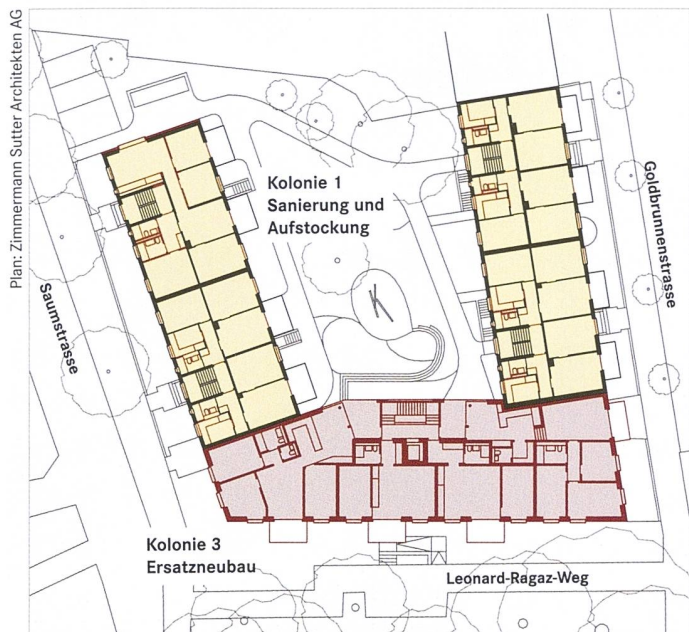 Plan: Zimmermann Sutter Architekten AG
Kolonie 1
Sanierung und
Aufstockung
Goldbrunnenstrasse
Saumstrasse
Kolonie 3
Ersatzneubau
Leonard-Ragaz-Weg